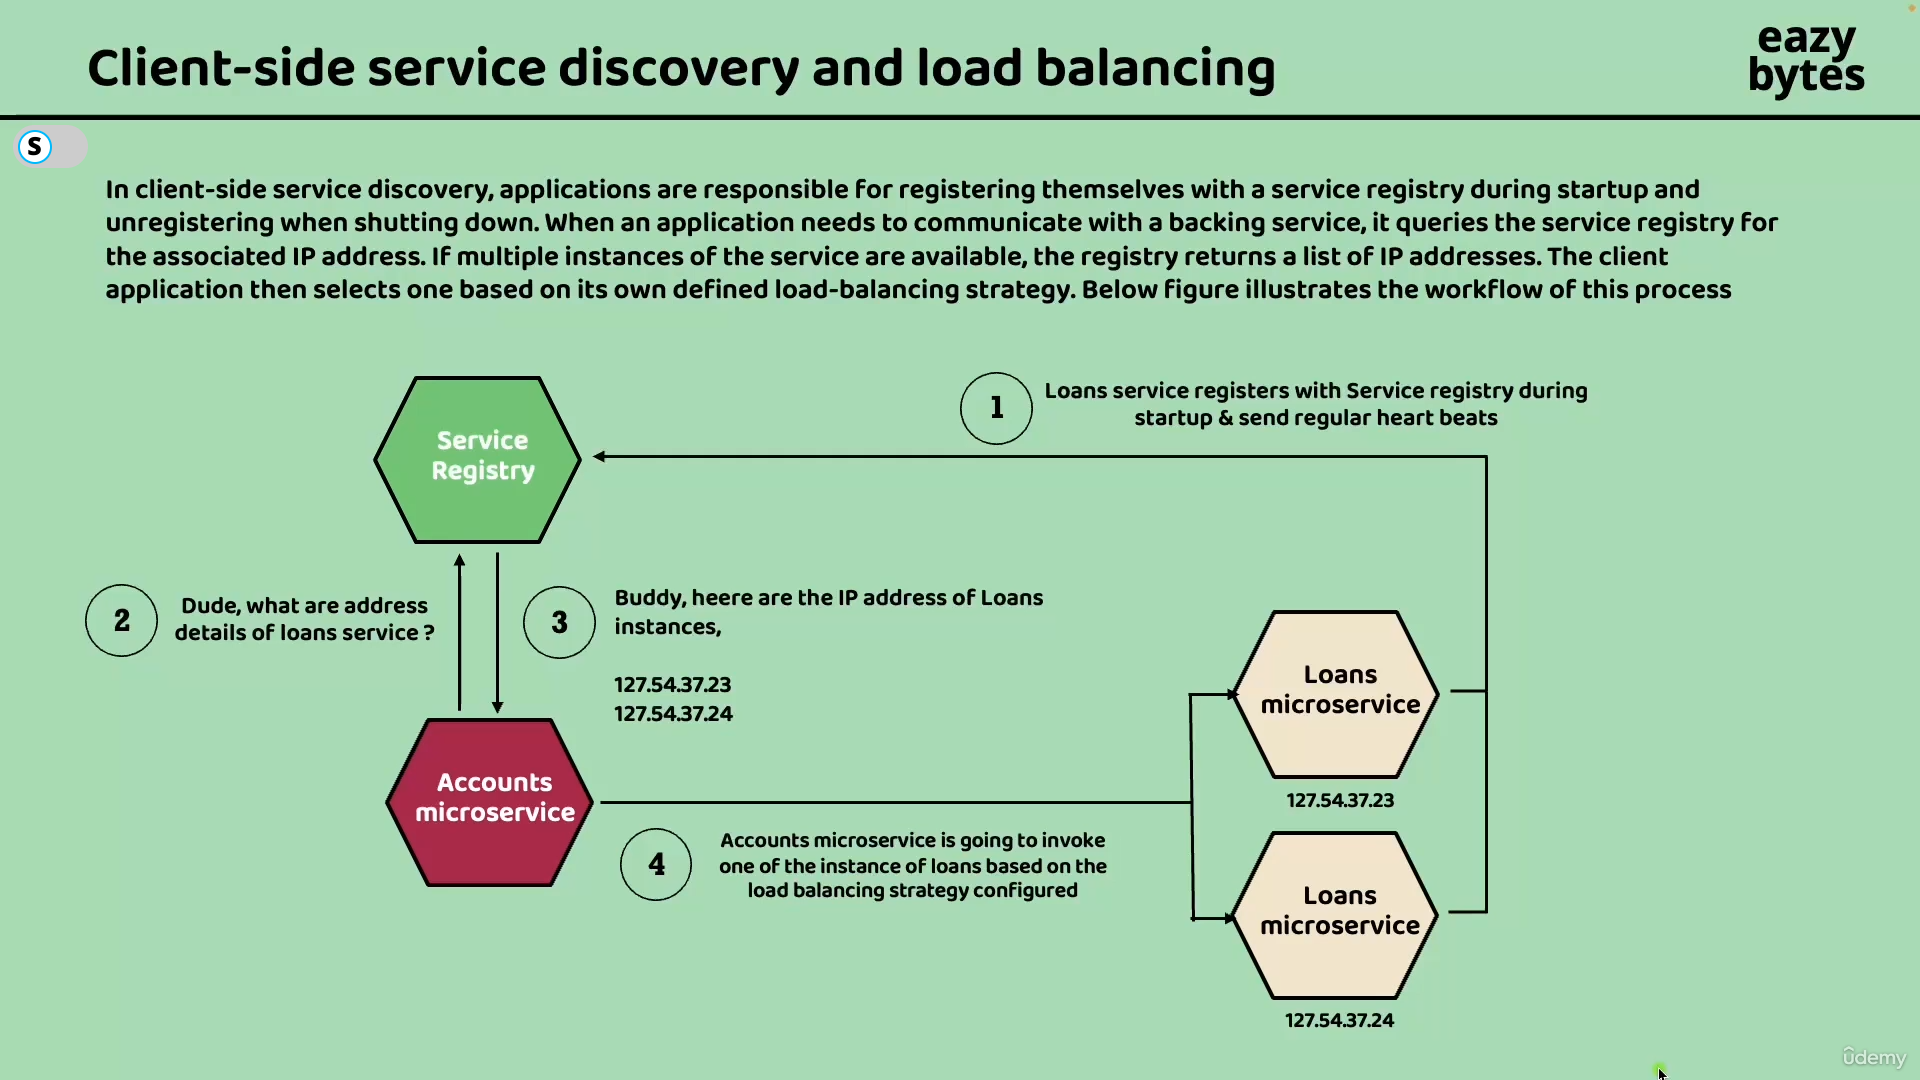 Client-side service discovery and load balancing
eazy
bytes
S
In client-side service discovery, applications are responsible for registering themselves with a service registry during startup and
unregistering when shutting down. When an application needs to communicate with a backing service, it queries the service registry for
the associated IP address. If multiple instances of the service are available, the registry returns a list of IP addresses. The client
application then selects one based on its own defined load-balancing strategy. Below figure illustrates the workflow of this process
1
Loans service registers with Service registry during
startup & send regular heart beats
Service
Registry
2
Dude, what are address
details of loans service ?
3
Buddy, heere are the IP address of Loans
instances,
127.54.37.23
127.54.37.24
Loans
microservice
127.54.37.23
Accounts
microservice
4
Accounts microservice is going to invoke
one of the instance of loans based on the
load balancing strategy configured
Loans
microservice
127.54.37.24
ûdemy